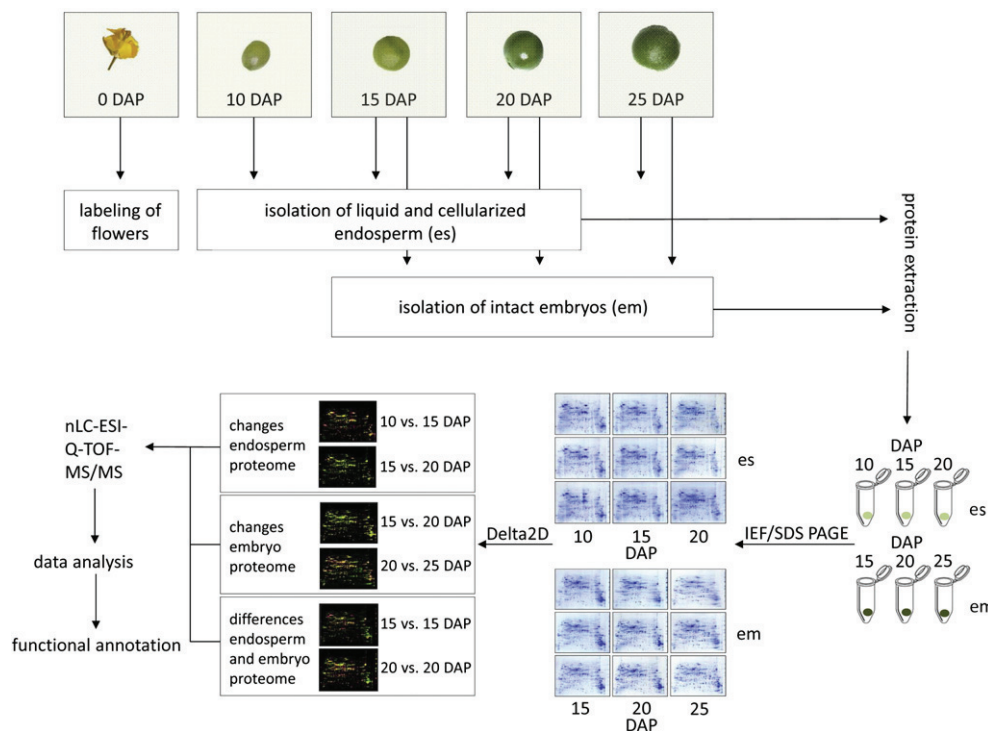 0 DAP
10 DAP
15 DAP
20 DAP
25 DAP
labeling of
flowers
isolation of liquid and cellularized
endosperm (es)
isolation of intact embryos (em)
protein extraction
nLC-ESI-
Q-TOF-
MS/MS
data analysis
functional annotation
changes
endosperm
proteome
10 vs. 15 DAP
15 vs. 20 DAP
changes
embryo
proteome
15 vs. 20 DAP
20 vs. 25 DAP
differences
endosperm
and embryo
proteome
15 vs. 15 DAP
20 vs. 20 DAP
Delta2D
es
10 15 20
DAP
em
15 20 25
DAP
IEF/SDS PAGE
DAP
10 15 20
es
DAP
15 20 25
em